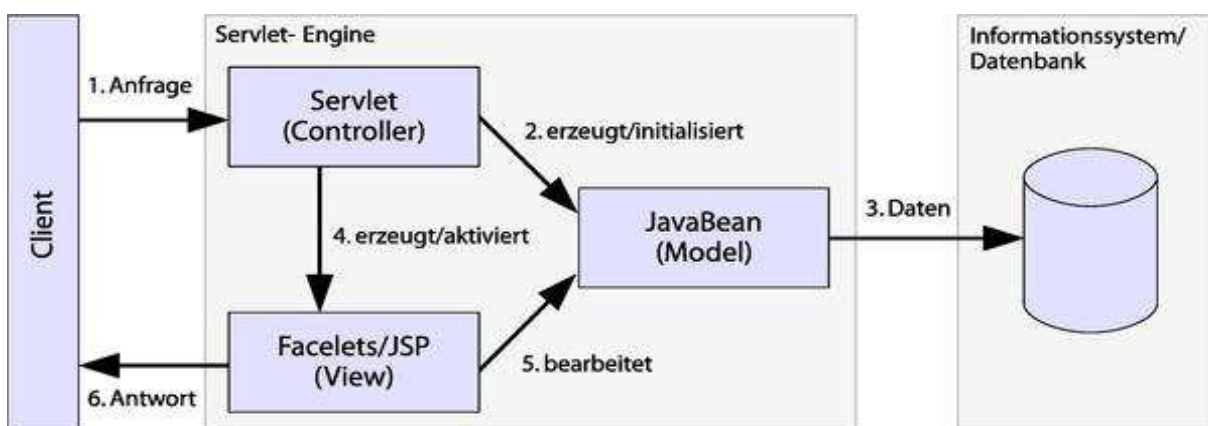 Servlet- Engine
Informationssystem/
Datenbank
Client
1. Anfrage
Servlet
(Controller)
2. erzeugt/initialisiert
JavaBean
(Model)
3. Daten
4. erzeugt/aktiviert
Facelets/JSP
(View)
5. bearbeitet
6. Antwort